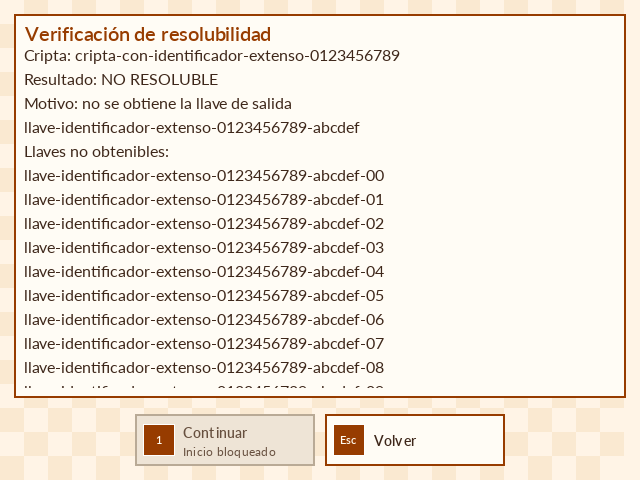 Verificación de resolubilidad
Cripta: cripta-con-identificador-extenso-0123456789
Resultado: NO RESOLUBLE
Motivo: no se obtiene la llave de salida
llave-identificador-extenso-0123456789-abcdef
Llaves no obtenibles:
llave-identificador-extenso-0123456789-abcdef-00
llave-identificador-extenso-0123456789-abcdef-01
llave-identificador-extenso-0123456789-abcdef-02
llave-identificador-extenso-0123456789-abcdef-03
llave-identificador-extenso-0123456789-abcdef-04
llave-identificador-extenso-0123456789-abcdef-05
llave-identificador-extenso-0123456789-abcdef-06
llave-identificador-extenso-0123456789-abcdef-07
llave-identificador-extenso-0123456789-abcdef-08
1
Continuar
Inicio bloqueado
Esc
Volver